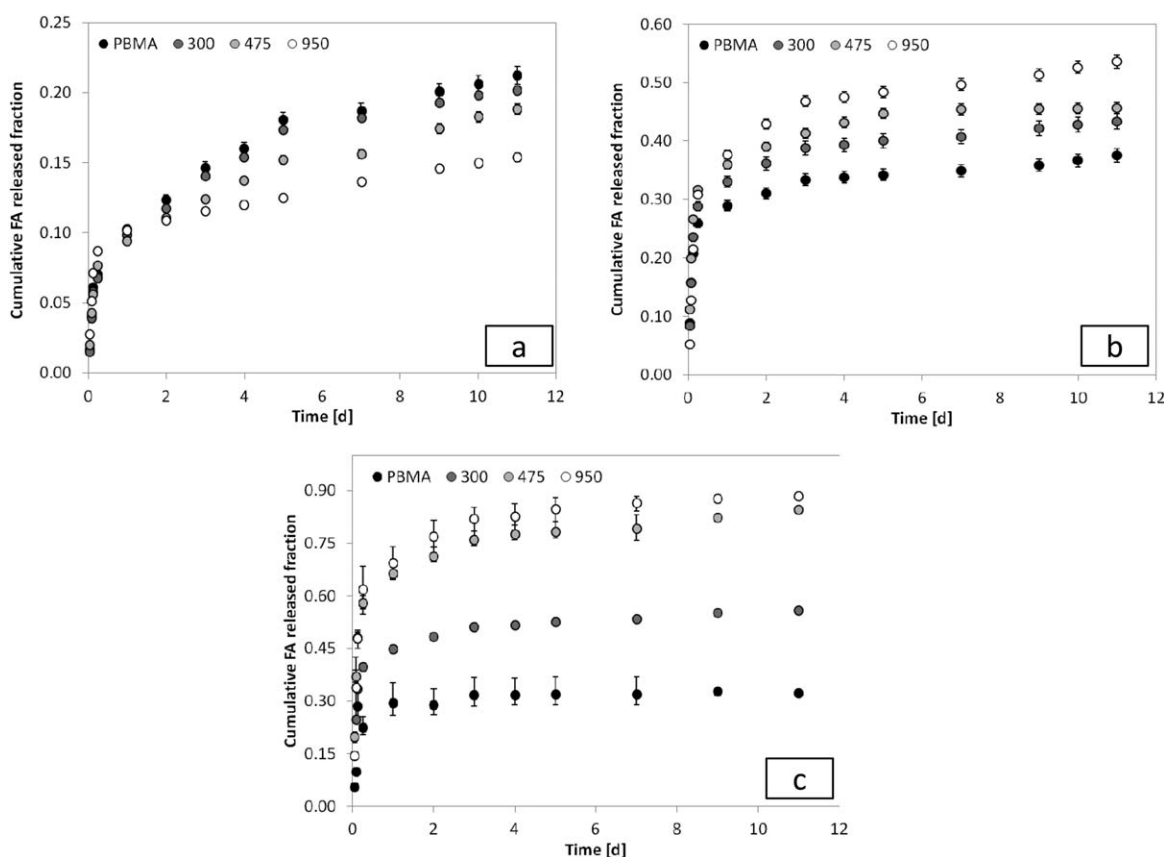 ● PBMA ● 300 ● 475 ○ 950
Cumulative FA released fraction
0.25
0.20
0.15
0.10
0.05
0.00
0 2 4 6 8 10 12
Time [d]
a
● PBMA ● 300 ● 475 ○ 950
Cumulative FA released fraction
0.60
0.50
0.40
0.30
0.20
0.10
0.00
0 2 4 6 8 10 12
Time [d]
b
● PBMA ● 300 ● 475 ○ 950
Cumulative FA released fraction
0.90
0.75
0.60
0.45
0.30
0.15
0.00
0 2 4 6 8 10 12
Time [d]
c